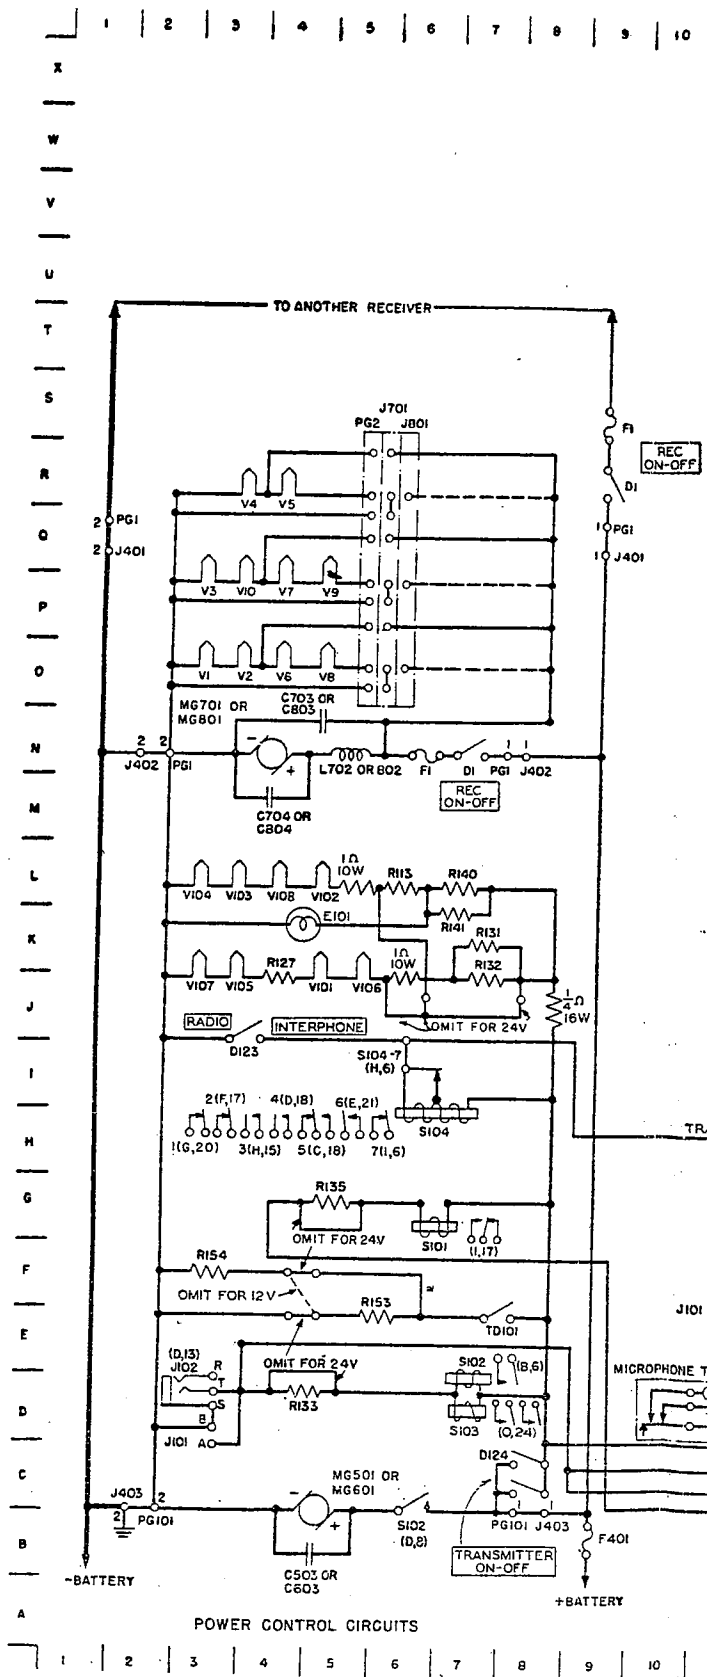 1 2 3 4 5 6 7 8 9 10
X
W
V
U
TO ANOTHER RECEIVER
T
S
J701
PG2 J801
F1
REC
ON-OFF
R
V4 V5
D1
2 PG1
1 PG1
Q
2 J401
1 J401
V3 V10 V7 V9
P
O
V1 V2 V6 V8
C703 OR
C803
MG701 OR
MG801
N
- +
2 2
J402 PG1
L702 OR 802 F1 D1 PG1 J402
1 1
REC
ON-OFF
M
C704 OR
C804
1Ω
10W R113 R140
L
V104 V103 V108 V102
R141
E101
K
R131
R127
1Ω
10W
R132
V107 V105 V101 V106
J
1/4Ω
16W
OMIT FOR 24V
RADIO INTERPHONE
D123
S104-7
(H,6)
I
2(F,17) 4(D,18) 6(E,21)
S104
H
1(G,20) 3(H,15) 5(C,18) 7(I,6)
TRA
G
R135
S101
(I,17)
OMIT FOR 24V
R154
F
OMIT FOR 12V
R153
J101
E
TD101
(D,13)
J102 R
OMIT FOR 24V
S102 (B,6)
MICROPHONE T
T
S
R133
D
S103
(O,24)
B
J101 A
D124
C
MG501 OR
MG601
- +
J403
2 2
PG101
S102
(D,8)
1 1
PG101 J403
F401
B
C503 OR
C603
TRANSMITTER
ON-OFF
-BATTERY
+BATTERY
A
POWER CONTROL CIRCUITS
1 2 3 4 5 6 7 8 9 10